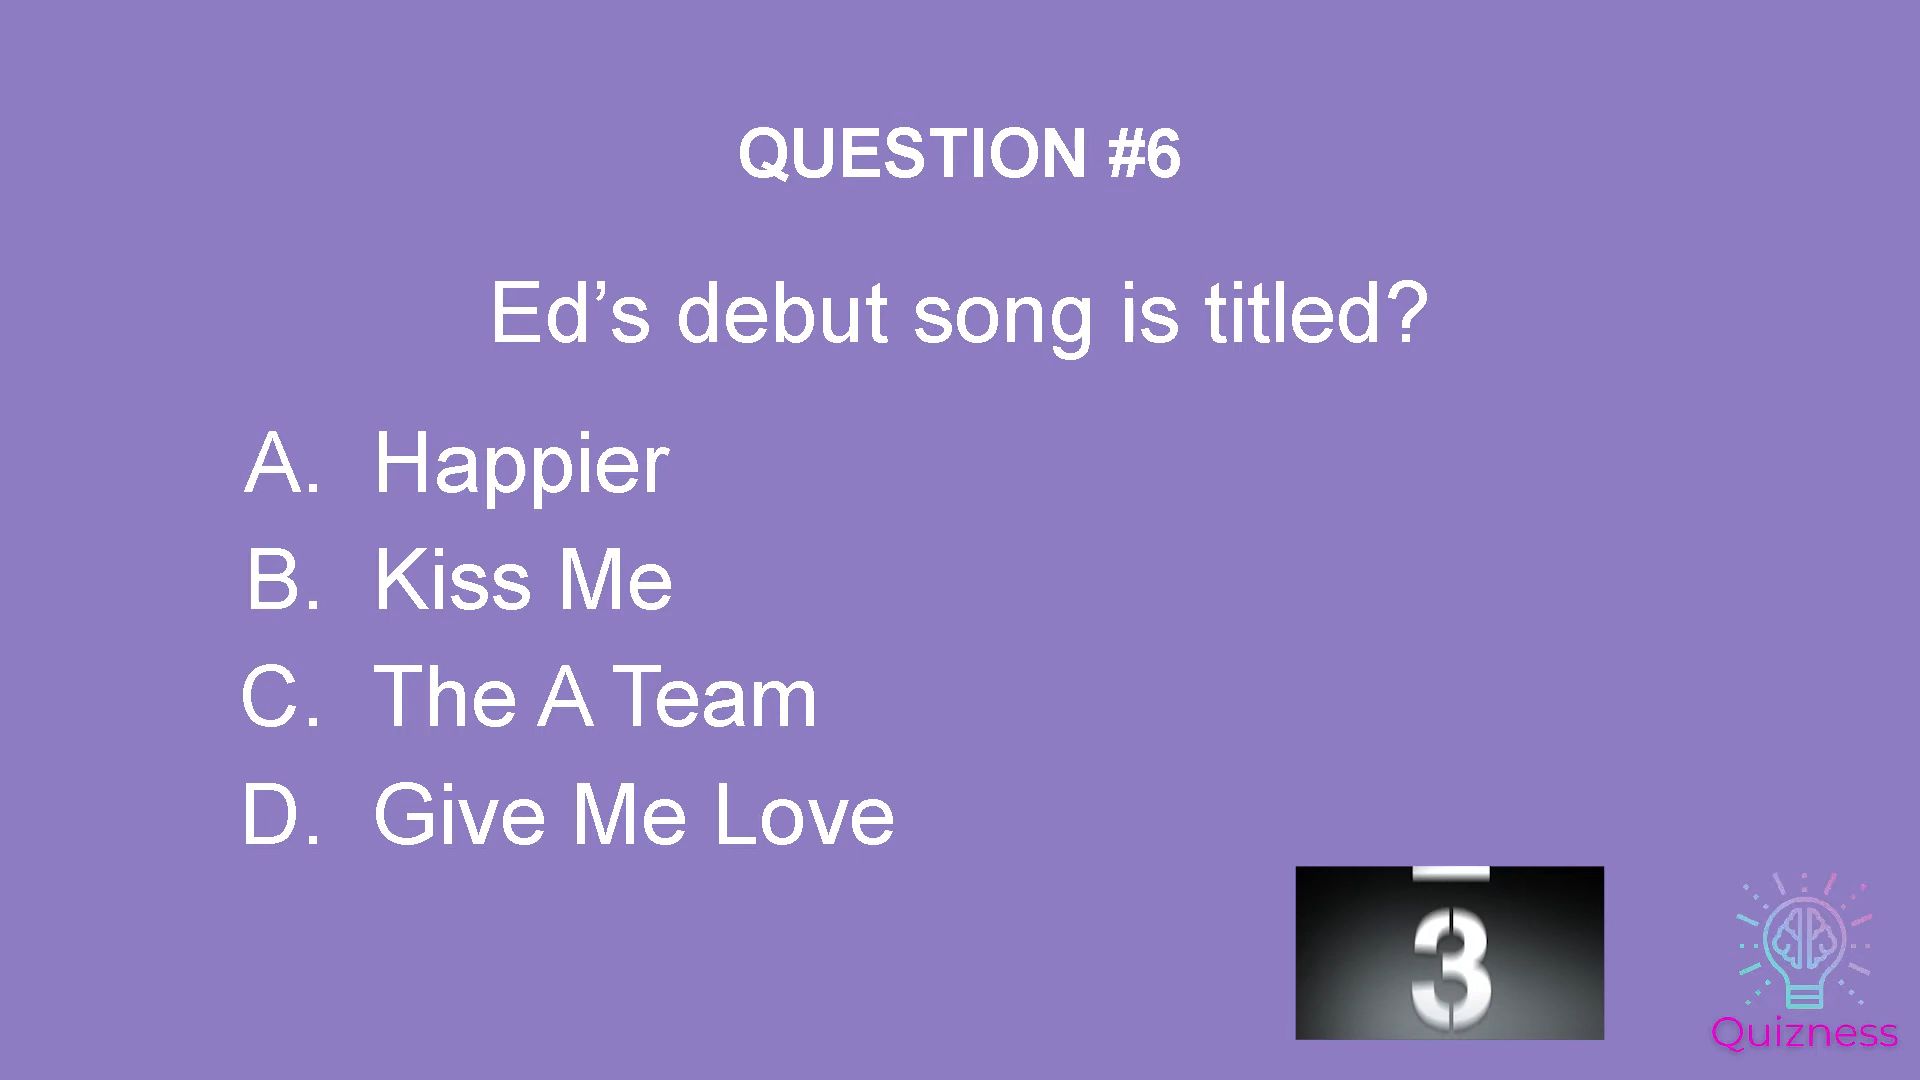 QUESTION #6
Ed’s debut song is titled?
A. Happier
B. Kiss Me
C. The A Team
D. Give Me Love
3
Quizness